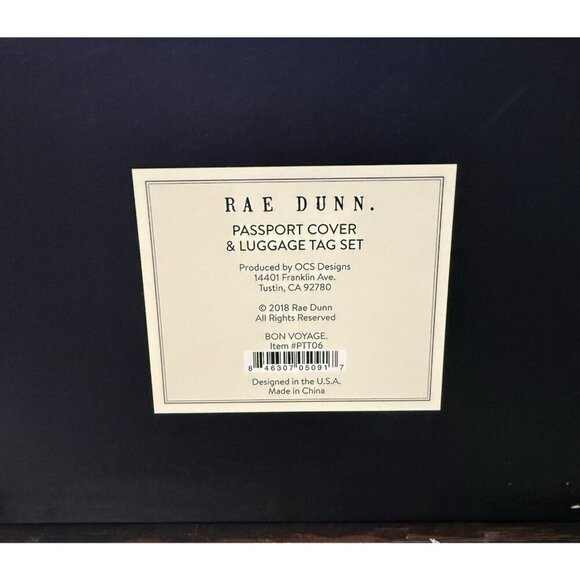 RAE DUNN.
PASSPORT COVER
& LUGGAGE TAG SET
Produced by OCS Designs
14401 Franklin Ave.
Tustin, CA 92780
© 2018 Rae Dunn
All Rights Reserved
BON VOYAGE.
Item #PTT06
8 46307 05091 7
Designed in the U.S.A.
Made in China